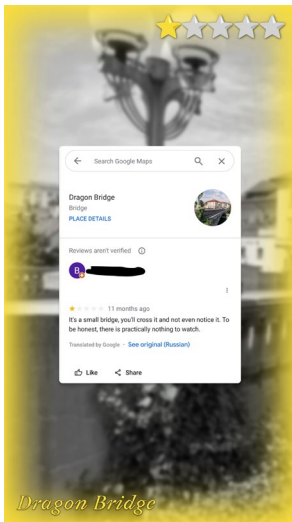 Search Google Maps
Dragon Bridge
Bridge
PLACE DETAILS
Reviews aren't verified
B
11 months ago
It's a small bridge, you'll cross it and not even notice it. To
be honest, there is practically nothing to watch.
Translated by Google · See original (Russian)
Like Share
Dragon Bridge